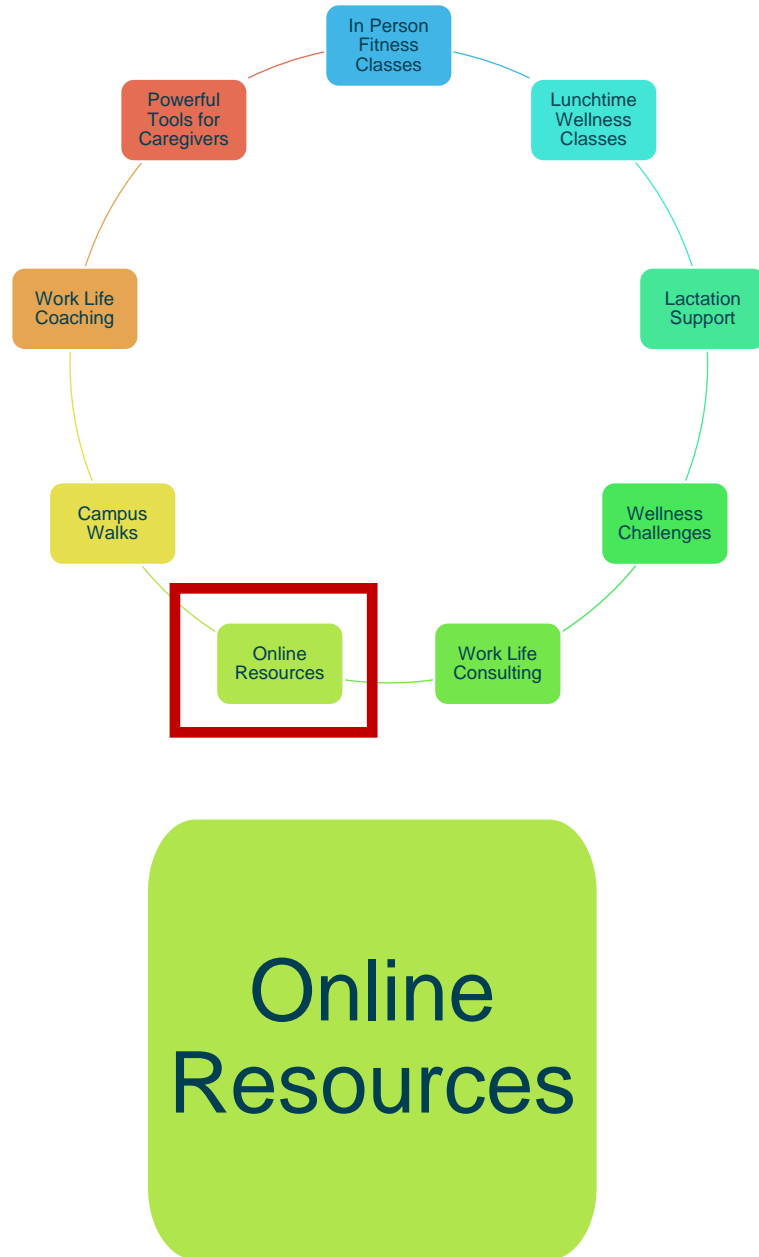 In Person
Fitness
Classes
Lunchtime
Wellness
Classes
Lactation
Support
Wellness
Challenges
Work Life
Consulting
Online
Resources
Campus
Walks
Work Life
Coaching
Powerful
Tools for
Caregivers
Online
Resources